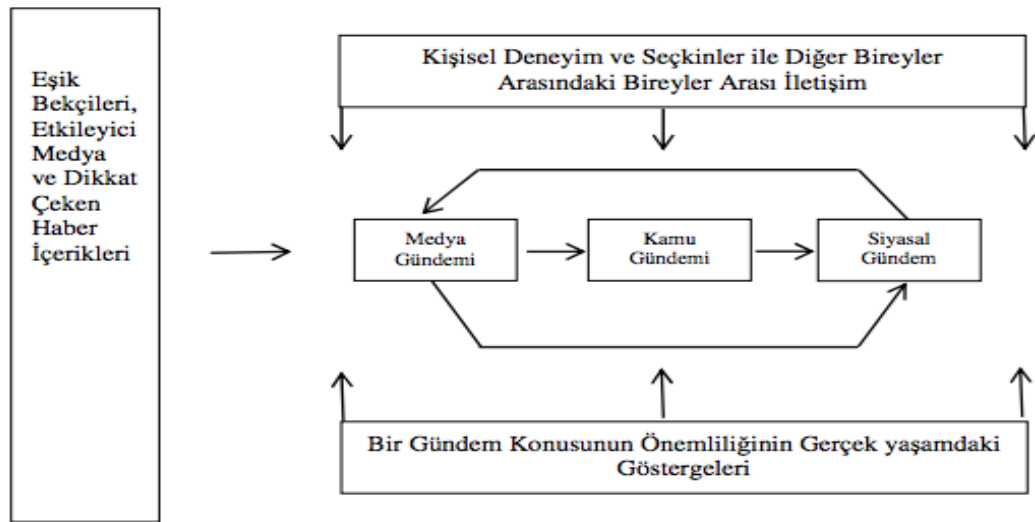 Eşik
Bekçileri,
Etkileyici
Medya
ve Dikkat
Çeken
Haber
İçerikleri
Kişisel Deneyim ve Seçkinler ile Diğer Bireyler
Arasındaki Bireyler Arası İletişim
Medya
Gündemi
Kamu
Gündemi
Siyasal
Gündem
Bir Gündem Konusunun Önemliliğinin Gerçek yaşamdaki
Göstergeleri